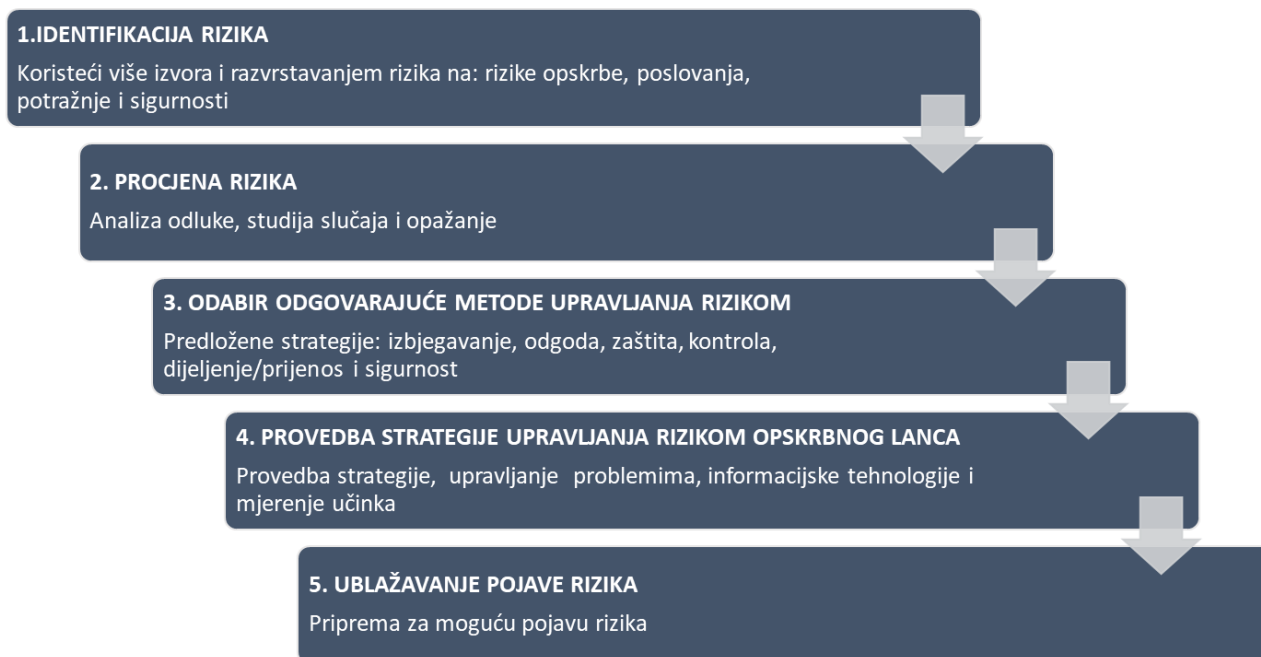 1.IDENTIFIKACIJA RIZIKA
Koristeći više izvora i razvrstavanjem rizika na: rizike opskrbe, poslovanja,
potražnje i sigurnosti
2. PROCJENA RIZIKA
Analiza odluke, studija slučaja i opažanje
3. ODABIR ODGOVARAJUĆE METODE UPRAVLJANJA RIZIKOM
Predložene strategije: izbjegavanje, odgoda, zaštita, kontrola,
dijeljenje/prijenos i sigurnost
4. PROVEDBA STRATEGIJE UPRAVLJANJA RIZIKOM OPSKRBNOG LANCA
Provedba strategije, upravljanje problemima, informacijske tehnologije i
mjerenje učinka
5. UBLAŽAVANJE POJAVE RIZIKA
Priprema za moguću pojavu rizika